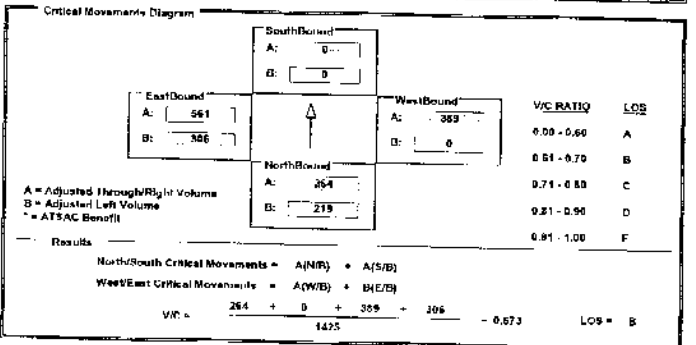 Critical Movements Diagram
SouthBound
A: 0
B: 0
EastBound
A: 561
B: 306
WestBound
A: 389
B: 0
NorthBound
A: 264
B: 219
V/C RATIO LOS
0.00 - 0.60 A
0.61 - 0.70 B
0.71 - 0.80 C
0.81 - 0.90 D
0.91 - 1.00
A = Adjusted Through/Right Volume
B = Adjusted Left Volume
* = ATSAC Benefit
Results
North/South Critical Movements = A(N/B) + A(S/B)
West/East Critical Movements = A(W/B) + B(E/B)
V/C = 264 + 0 + 389 + 306
1425
= 0.673 LOS = B